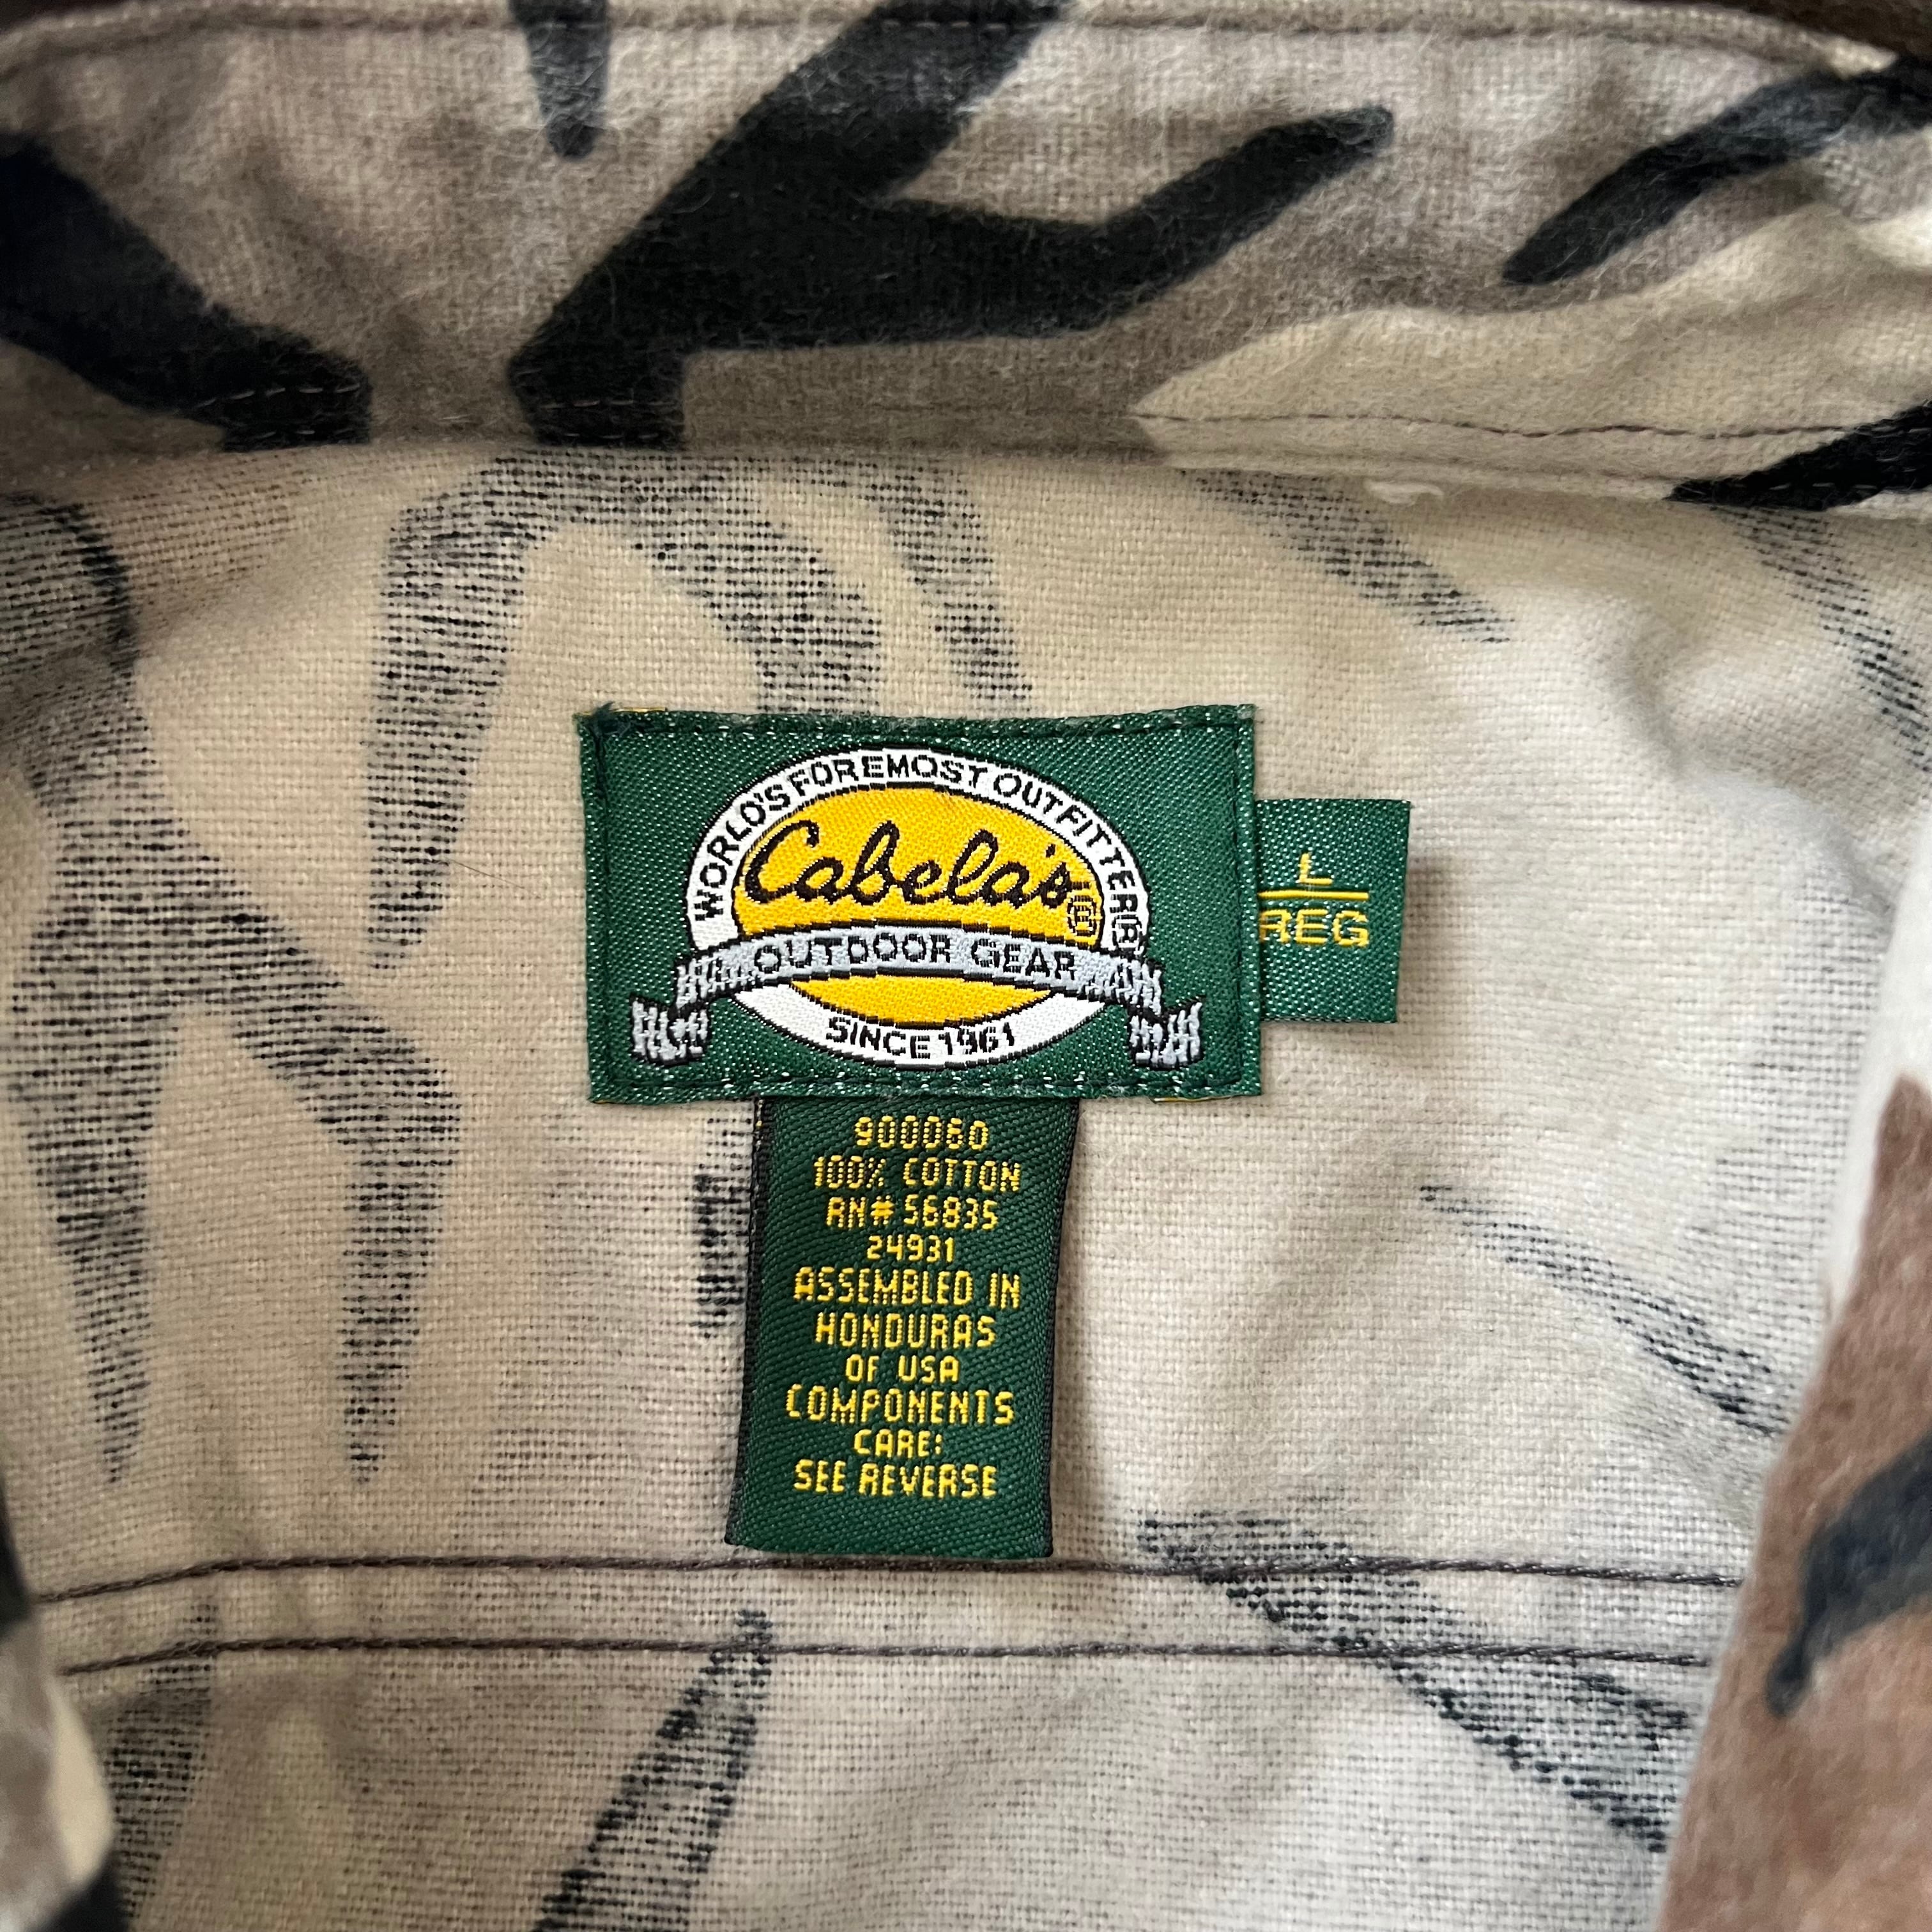 WORLD'S FOREMOST OUTFITTER®
Cabela's®
OUTDOOR GEAR
SINCE 1961
L
REG
900060
100% COTTON
RN# 56835
24931
ASSEMBLED IN
HONDURAS
OF USA
COMPONENTS
CARE:
SEE REVERSE